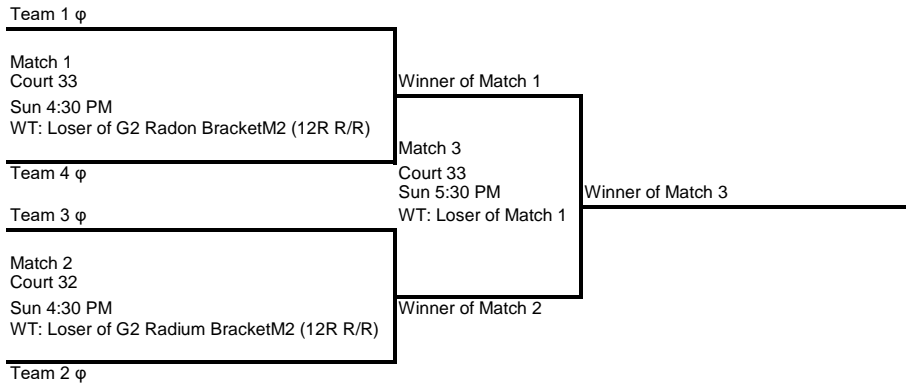 Team 1 φ
Match 1
Court 33
Sun 4:30 PM
WT: Loser of G2 Radon BracketM2 (12R R/R)
Team 4 φ
Winner of Match 1
Match 3
Court 33
Sun 5:30 PM
WT: Loser of Match 1
Winner of Match 3
Team 3 φ
Match 2
Court 32
Sun 4:30 PM
WT: Loser of G2 Radium BracketM2 (12R R/R)
Winner of Match 2
Team 2 φ